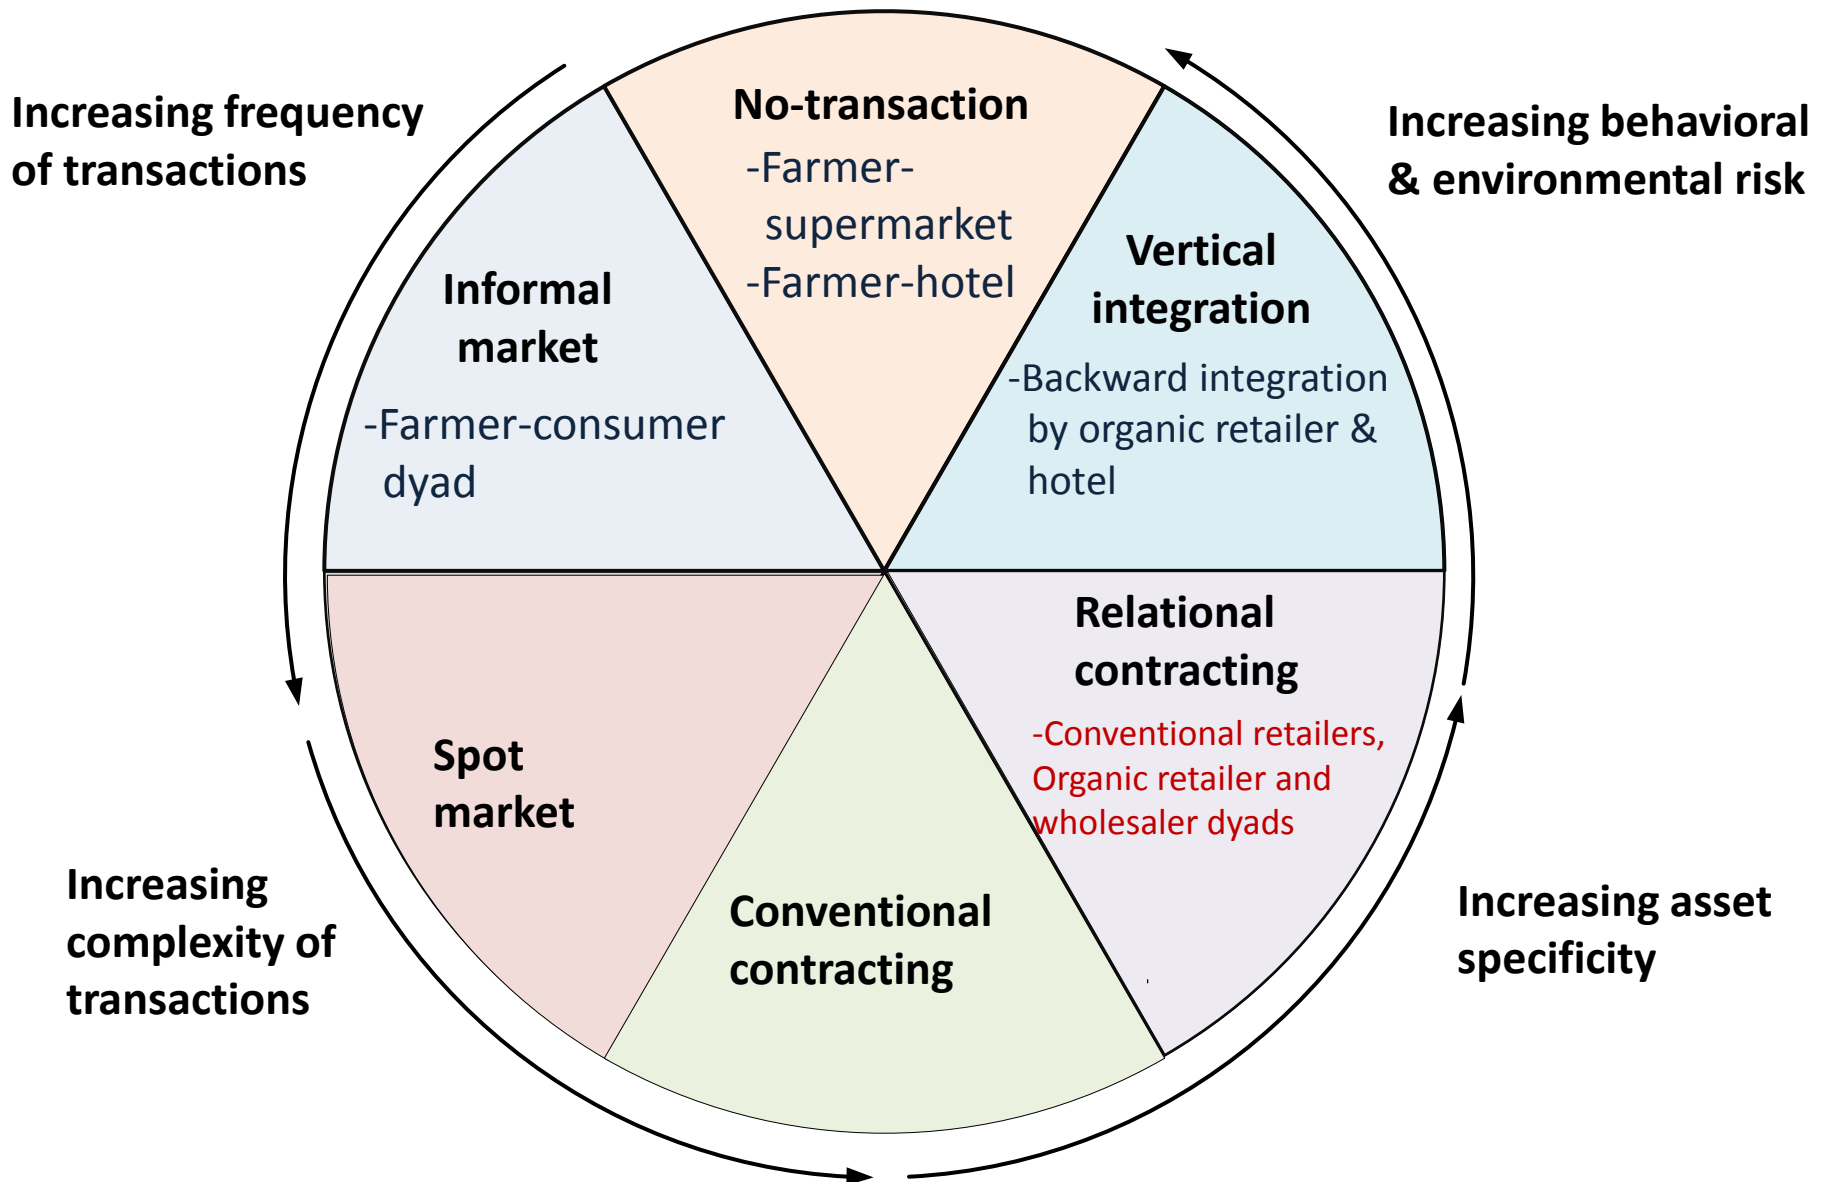 Increasing frequency
of transactions
No-transaction
-Farmer-
supermarket
-Farmer-hotel
Increasing behavioral
& environmental risk
Vertical
integration
-Backward integration
by organic retailer &
hotel
Informal
market
-Farmer-consumer
dyad
Relational
contracting
-Conventional retailers,
Organic retailer and
wholesaler dyads
Spot
market
Conventional
contracting
Increasing
complexity of
transactions
Increasing asset
specificity